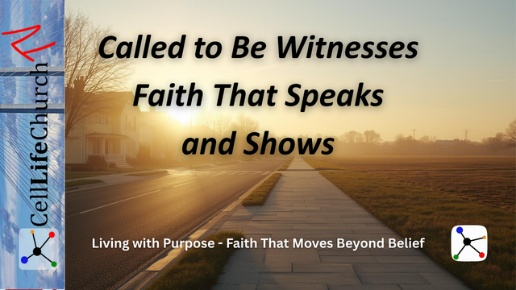 Called to Be Witnesses
Faith That Speaks
and Shows
Living with Purpose - Faith That Moves Beyond Belief
CellLifeChurch